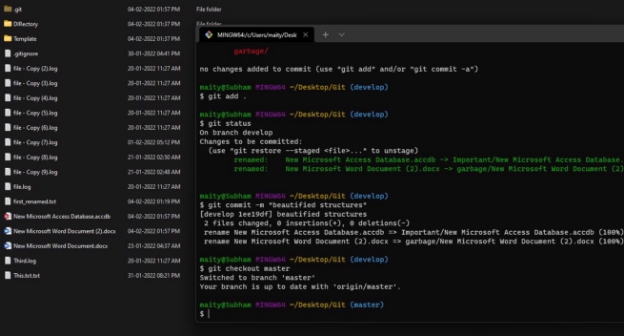 .git 04-02-2022 01:57 PM File folder
DIRectory 04-02-2022 01:37 PM File folder
Template 04-02-2022 01:37 PM
.gitignore 30-01-2022 04:41 PM
file - Copy (2).log 20-01-2022 11:27 AM
file - Copy (3).log 20-01-2022 11:27 AM
file - Copy (4).log 20-01-2022 11:27 AM
file - Copy (5).log 20-01-2022 11:27 AM
file - Copy (6).log 20-01-2022 11:27 AM
file - Copy (7).log 01-02-2022 05:12 PM
file - Copy (8).log 21-01-2022 02:50 AM
file - Copy (9).log 21-01-2022 02:48 AM
file.log 20-01-2022 11:27 AM
first_renamed.txt 04-02-2022 01:19 PM
New Microsoft Access Database.accdb 04-02-2022 01:57 PM
New Microsoft Word Document (2).docx 04-02-2022 01:57 PM
New Microsoft Word Document.docx 23-01-2022 04:37 AM
Third.log 20-01-2022 11:27 AM
This.txt.txt 31-01-2022 08:21 PM
MINGW64:/c/Users/maity/Desk
garbage/
no changes added to commit (use "git add" and/or "git commit -a")
maity@Subham MINGW64 ~/Desktop/Git (develop)
$ git add .
maity@Subham MINGW64 ~/Desktop/Git (develop)
$ git status
On branch develop
Changes to be committed:
(use "git restore --staged <file>..." to unstage)
renamed: New Microsoft Access Database.accdb -> Important/New Microsoft Access Database.
renamed: New Microsoft Word Document (2).docx -> garbage/New Microsoft Word Document (2)
maity@Subham MINGW64 ~/Desktop/Git (develop)
$ git commit -m "beautified structures"
[develop 1ee19df] beautified structures
2 files changed, 0 insertions(+), 0 deletions(-)
rename New Microsoft Access Database.accdb => Important/New Microsoft Access Database.accdb (100%)
rename New Microsoft Word Document (2).docx => garbage/New Microsoft Word Document (2).docx (100%)
maity@Subham MINGW64 ~/Desktop/Git (develop)
$ git checkout master
Switched to branch 'master'
Your branch is up to date with 'origin/master'.
maity@Subham MINGW64 ~/Desktop/Git (master)
$